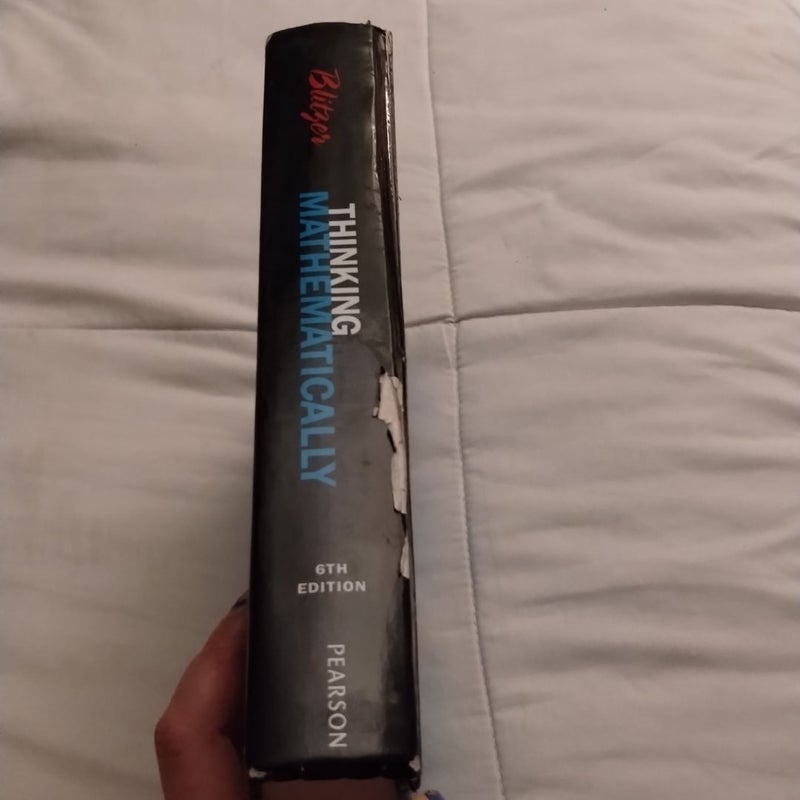 Blitzer
THINKING
MATHEMATICALLY
6TH
EDITION
PEARSON